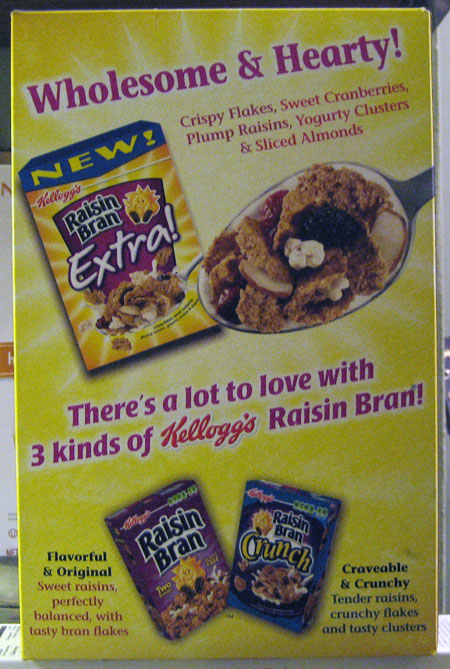 Wholesome & Hearty!
Crispy Flakes, Sweet Cranberries,
Plump Raisins, Yogurty Clusters
& Sliced Almonds
NEW!
Kellogg's
Raisin
Bran
Extra!
There's a lot to love with
3 kinds of Kellogg's Raisin Bran®!
Flavorful
& Original
Sweet raisins,
perfectly
balanced, with
tasty bran flakes
Kellogg's
Raisin
Bran
Two
™
Kellogg's
Raisin
Bran
Crunch
Craveable
& Crunchy
Tender raisins,
crunchy flakes
and tasty clusters